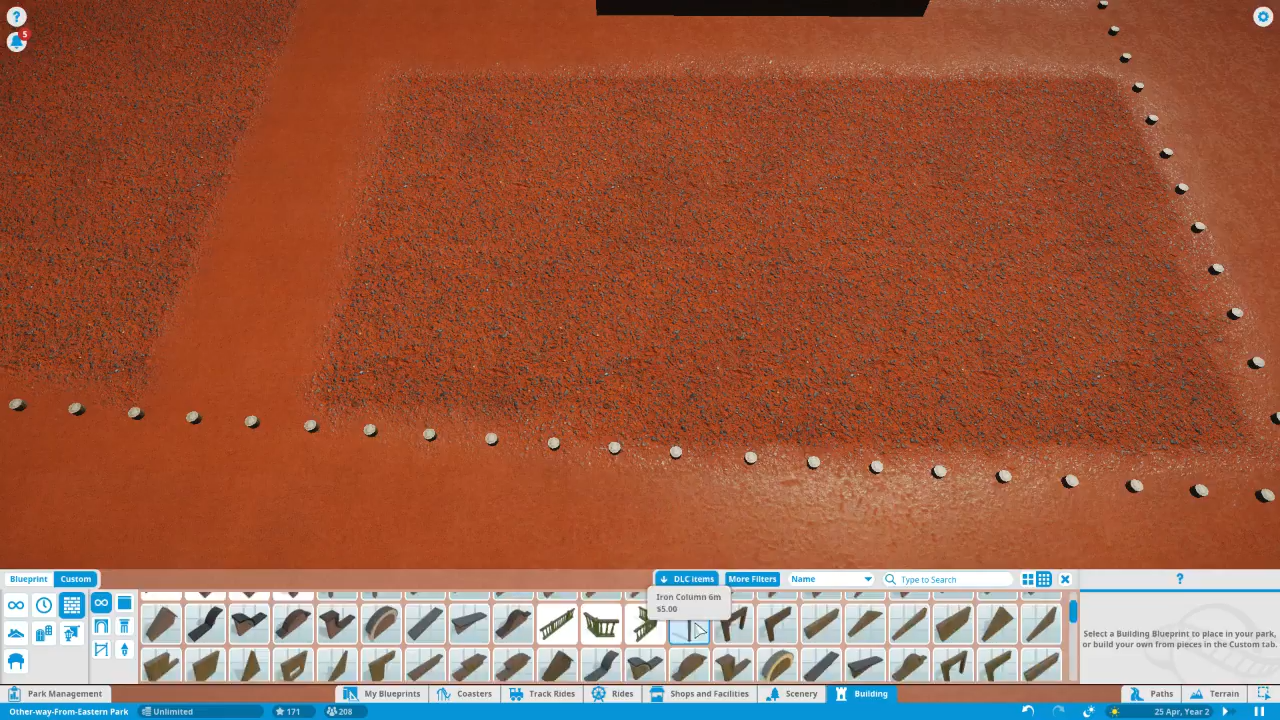 ?
5
Blueprint
Custom
DLC items
More Filters
Name
Type to Search
?
Iron Column 6m
$5.00
Select a Building Blueprint to place in your park,
or build your own from pieces in the Custom tab.
Park Management
My Blueprints
Coasters
Track Rides
Rides
Shops and Facilities
Scenery
Building
Paths
Terrain
Other-way-From-Eastern Park
Unlimited
171
208
25 Apr, Year 2